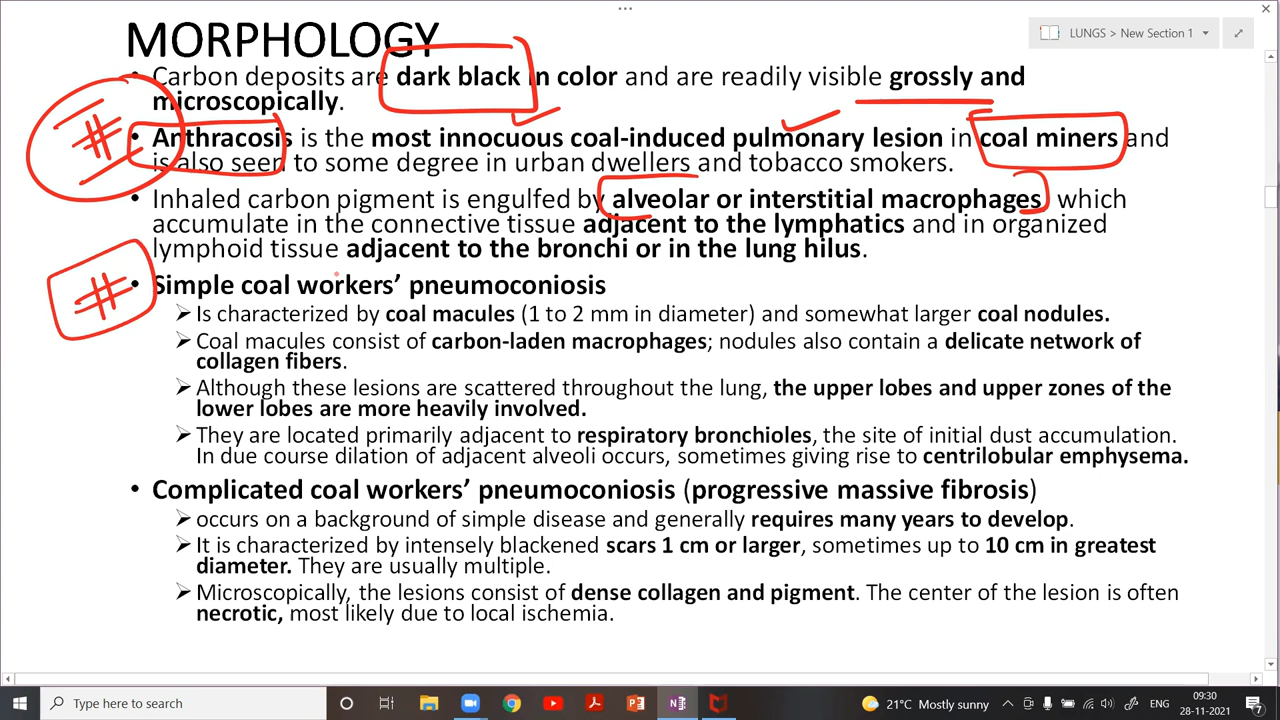 MORPHOLOGY
LUNGS > New Section 1
• Carbon deposits are dark black in color and are readily visible grossly and
microscopically.
• Anthracosis is the most innocuous coal-induced pulmonary lesion in coal miners and
is also seen to some degree in urban dwellers and tobacco smokers.
• Inhaled carbon pigment is engulfed by alveolar or interstitial macrophages, which
accumulate in the connective tissue adjacent to the lymphatics and in organized
lymphoid tissue adjacent to the bronchi or in the lung hilus.
• Simple coal workers’ pneumoconiosis
➢ Is characterized by coal macules (1 to 2 mm in diameter) and somewhat larger coal nodules.
➢ Coal macules consist of carbon-laden macrophages; nodules also contain a delicate network of
collagen fibers.
➢ Although these lesions are scattered throughout the lung, the upper lobes and upper zones of the
lower lobes are more heavily involved.
➢ They are located primarily adjacent to respiratory bronchioles, the site of initial dust accumulation.
In due course dilation of adjacent alveoli occurs, sometimes giving rise to centrilobular emphysema.
• Complicated coal workers’ pneumoconiosis (progressive massive fibrosis)
➢ occurs on a background of simple disease and generally requires many years to develop.
➢ It is characterized by intensely blackened scars 1 cm or larger, sometimes up to 10 cm in greatest
diameter. They are usually multiple.
➢ Microscopically, the lesions consist of dense collagen and pigment. The center of the lesion is often
necrotic, most likely due to local ischemia.
#
#
Type here to search
21°C Mostly sunny
ENG
09:30
28-11-2021
7